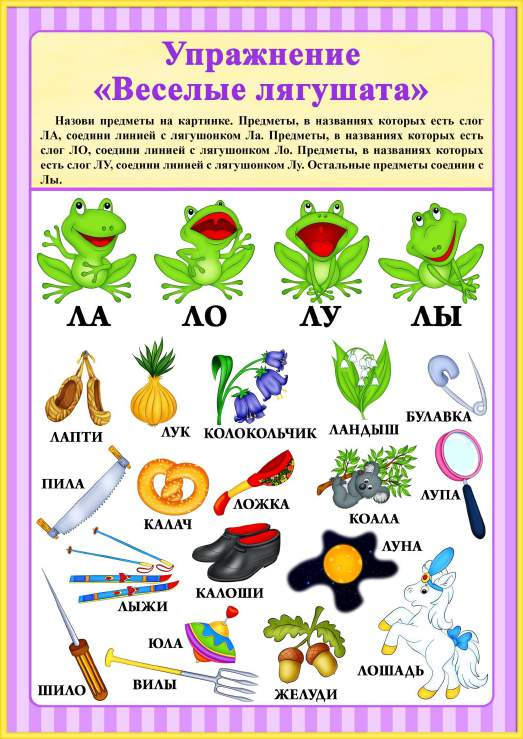 Упражнение
«Веселые лягушата»
Назови предметы на картинке. Предметы, в названиях которых есть слог
ЛА, соедини линией с лягушонком Ла. Предметы, в названиях которых есть
слог ЛО, соедини линией с лягушонком Ло. Предметы, в названиях которых
есть слог ЛУ, соедини линией с лягушонком Лу. Остальные предметы соедини с
Лы.
ЛА ЛО ЛУ ЛЫ
ЛАПТИ
ЛУК
КОЛОКОЛЬЧИК
ЛАНДЫШ
БУЛАВКА
ПИЛА
КАЛАЧ
ЛОЖКА
КОАЛА
ЛУПА
ЛЫЖИ
КАЛОШИ
ЛУНА
ШИЛО
ЮЛА
ВИЛЫ
ЖЕЛУДИ
ЛОШАДЬ